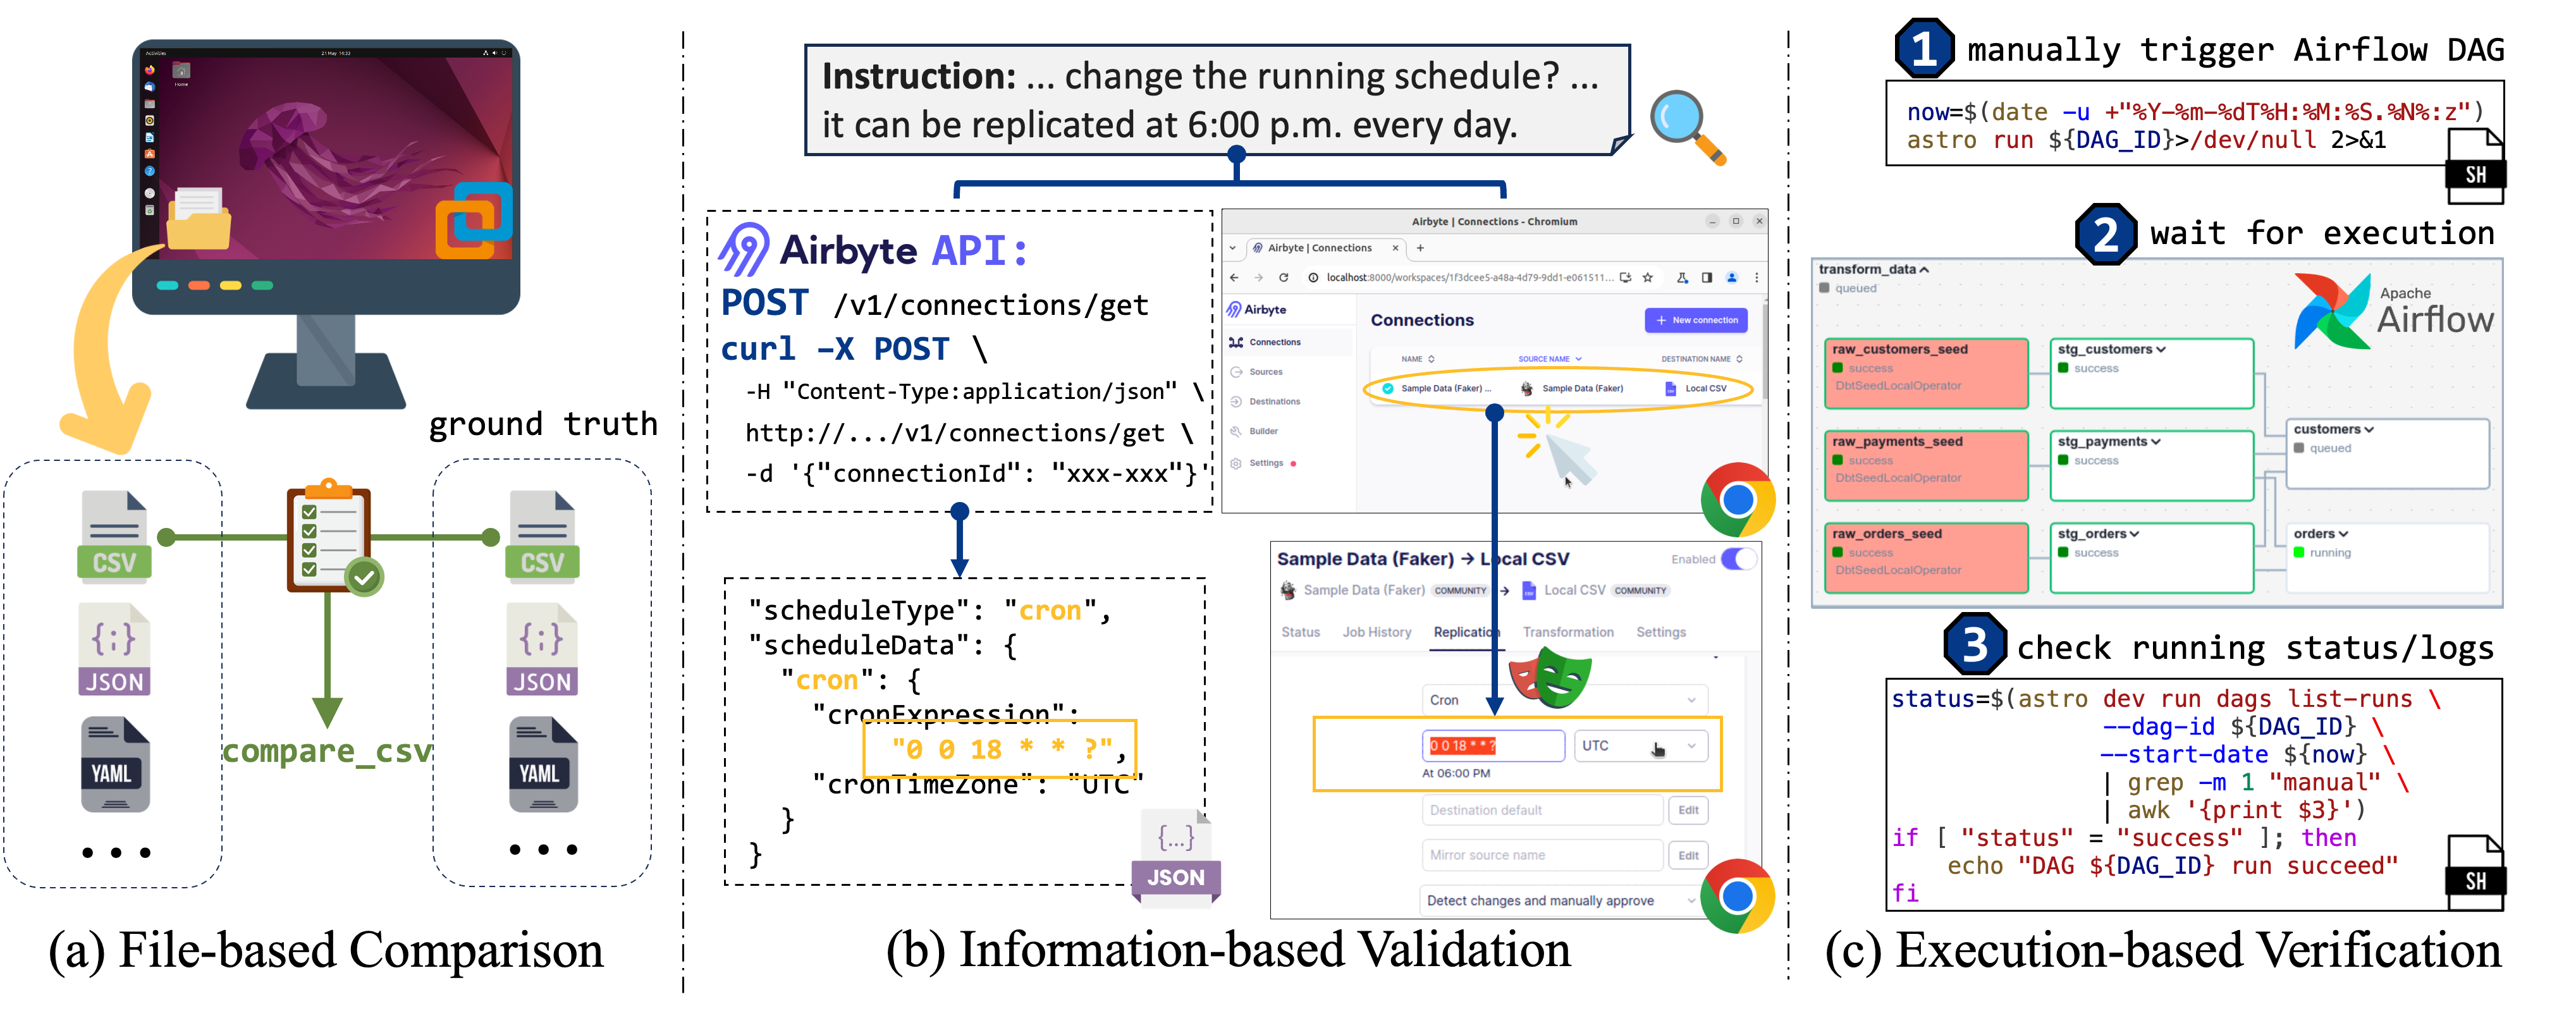 Activities
21 May 14:33
Home
ground truth
CSV
JSON
YAML
...
compare_csv
CSV
JSON
YAML
...
(a) File-based Comparison
Instruction: ... change the running schedule? ...
it can be replicated at 6:00 p.m. every day.
Airbyte API:
POST /v1/connections/get
curl –X POST \
-H "Content-Type:application/json" \
http://.../v1/connections/get \
-d '{"connectionId": "xxx-xxx"}'
"scheduleType": "cron",
"scheduleData": {
"cron": {
"cronExpression":
"0 0 18 * * ?",
"cronTimeZone": "UTC"
}
}
{...}
JSON
Airbyte | Connections - Chromium
Airbyte | Connections
localhost:8000/workspaces/1f3dcee5-a48a-4d79-9dd1-e061511...
Airbyte
Connections
Sources
Destinations
Builder
Settings
Connections
+ New connection
NAME
SOURCE NAME
DESTINATION NAME
Sample Data (Faker) ...
Sample Data (Faker)
Local CSV
Sample Data (Faker) → Local CSV
Enabled
Sample Data (Faker) COMMUNITY → Local CSV COMMUNITY
Status Job History Replication Transformation Settings
Cron
0 0 18 * * ?
UTC
At 06:00 PM
Destination default
Edit
Mirror source name
Edit
Detect changes and manually approve
(b) Information-based Validation
1 manually trigger Airflow DAG
now=$(date -u +"%Y-%m-%dT%H:%M:%S.%N%:z")
astro run ${DAG_ID}>/dev/null 2>&1
SH
2 wait for execution
transform_data
queued
Apache
Airflow
raw_customers_seed
success
DbtSeedLocalOperator
stg_customers
success
raw_payments_seed
success
DbtSeedLocalOperator
stg_payments
success
customers
queued
raw_orders_seed
success
DbtSeedLocalOperator
stg_orders
success
orders
running
3 check running status/logs
status=$(astro dev run dags list-runs \
--dag-id ${DAG_ID} \
--start-date ${now} \
| grep –m 1 "manual" \
| awk '{print $3}')
if [ "status" = "success" ]; then
echo "DAG ${DAG_ID} run succeed"
fi
SH
(c) Execution-based Verification